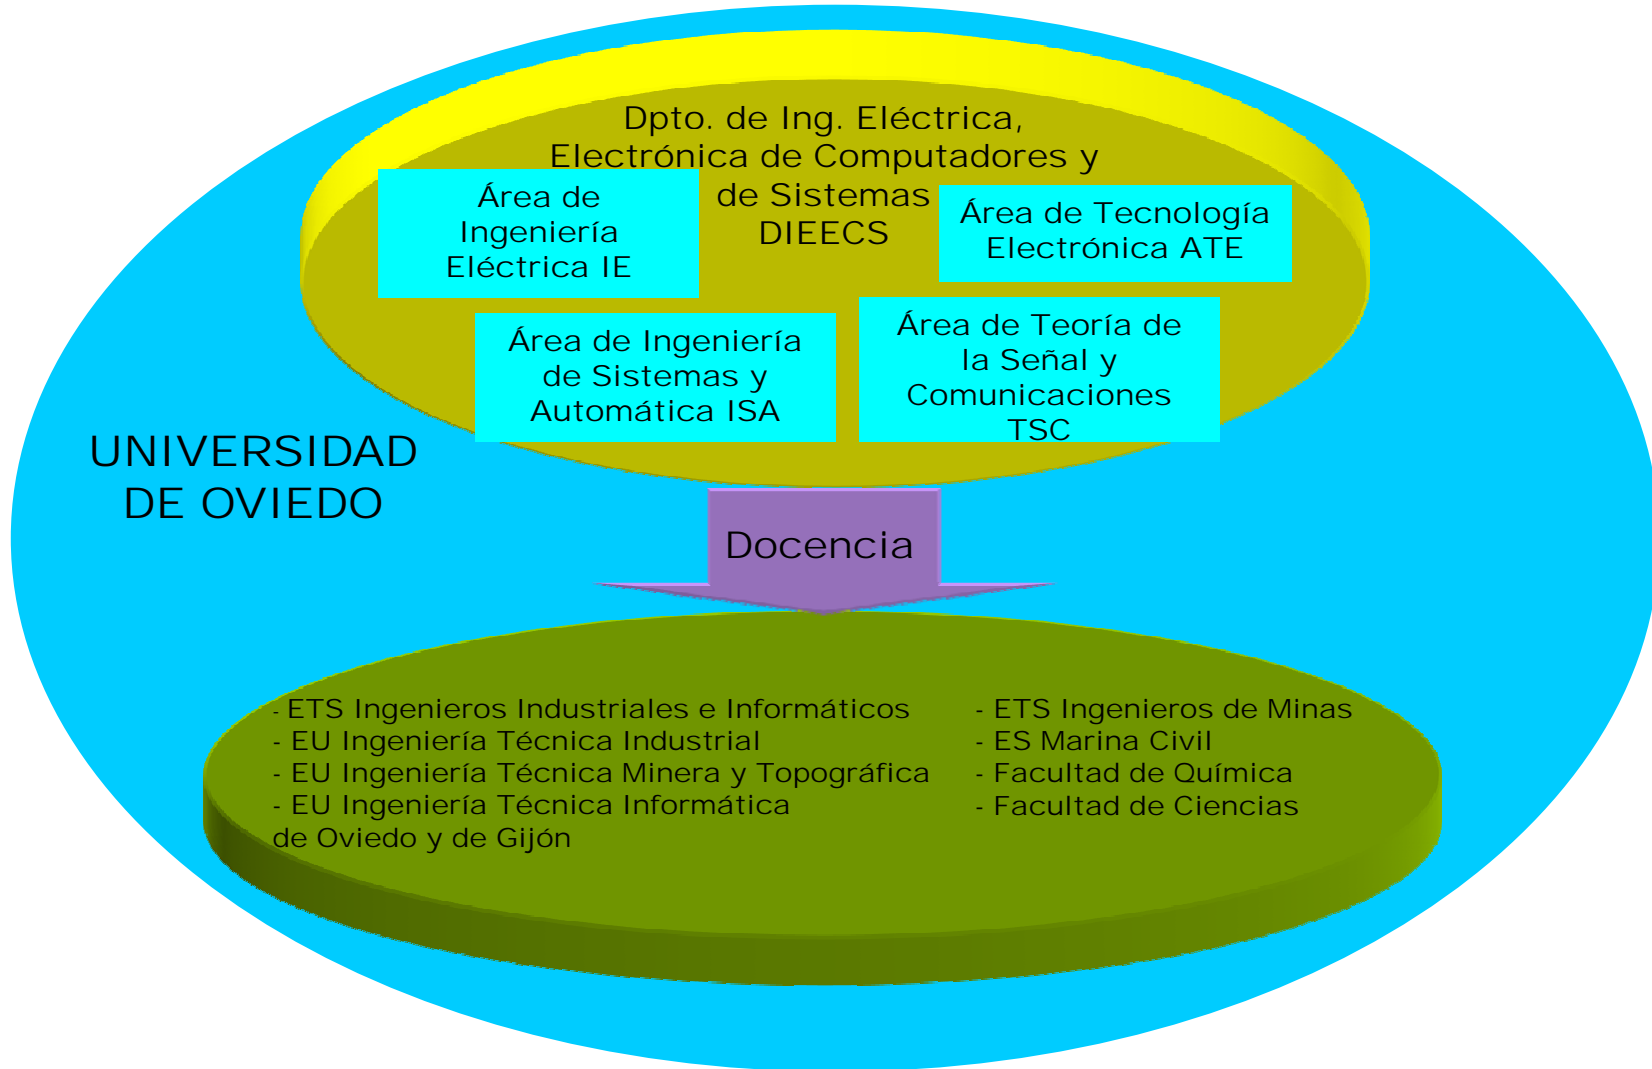 Dpto. de Ing. Eléctrica,
Electrónica de Computadores y
de Sistemas
DIEECS
Área de
Ingeniería
Eléctrica IE
Área de Tecnología
Electrónica ATE
Área de Ingeniería
de Sistemas y
Automática ISA
Área de Teoría de
la Señal y
Comunicaciones
TSC
UNIVERSIDAD
DE OVIEDO
Docencia
- ETS Ingenieros Industriales e Informáticos
- EU Ingeniería Técnica Industrial
- EU Ingeniería Técnica Minera y Topográfica
- EU Ingeniería Técnica Informática
de Oviedo y de Gijón
- ETS Ingenieros de Minas
- ES Marina Civil
- Facultad de Química
- Facultad de Ciencias